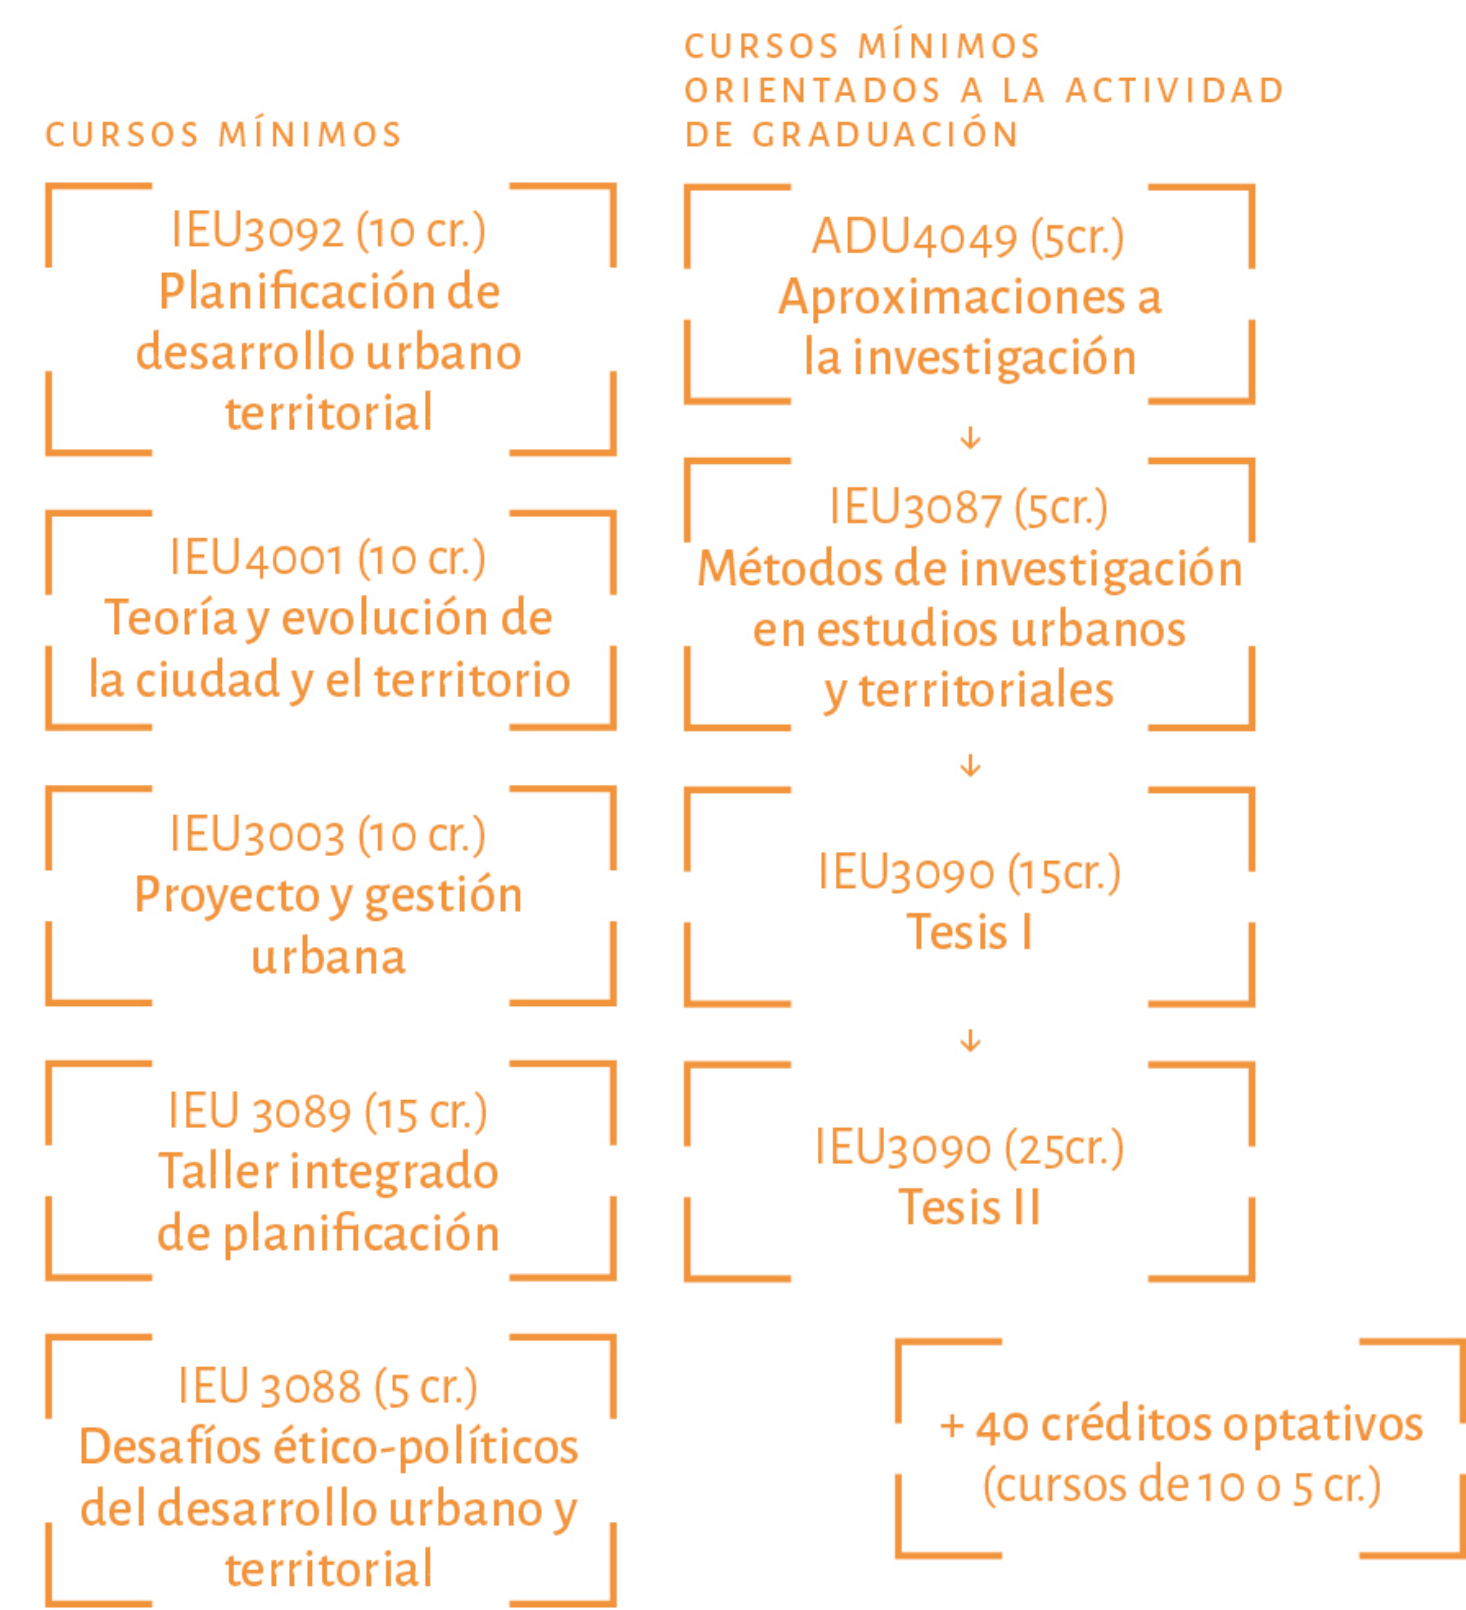 CURSOS MÍNIMOS
IEU3092 (10 cr.)
Planificación de
desarrollo urbano
territorial
IEU4001 (10 cr.)
Teoría y evolución de
la ciudad y el territorio
IEU3003 (10 cr.)
Proyecto y gestión
urbana
IEU 3089 (15 cr.)
Taller integrado
de planificación
IEU 3088 (5 cr.)
Desafíos ético-políticos
del desarrollo urbano y
territorial
CURSOS MÍNIMOS
ORIENTADOS A LA ACTIVIDAD
DE GRADUACIÓN
ADU4049 (5cr.)
Aproximaciones a
la investigación
↓
IEU3087 (5cr.)
Métodos de investigación
en estudios urbanos
y territoriales
↓
IEU3090 (15cr.)
Tesis I
↓
IEU3090 (25cr.)
Tesis II
+ 40 créditos optativos
(cursos de 10 o 5 cr.)